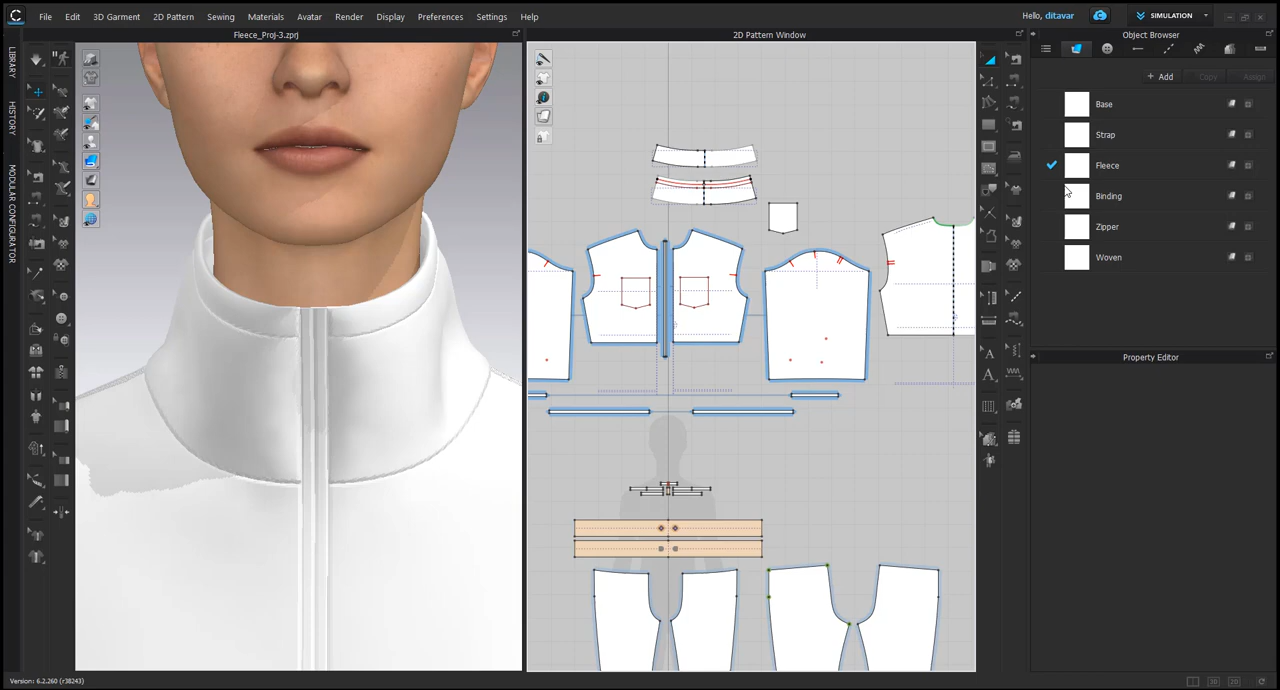 File Edit 3D Garment 2D Pattern Sewing Materials Avatar Render Display Preferences Settings Help
Hello, ditavar
SIMULATION
Fleece_Proj-3.zprj
2D Pattern Window
Object Browser
LIBRARY
HISTORY
MODULAR CONFIGURATOR
+ Add Copy Assign
Base
Strap
Fleece
Binding
Zipper
Woven
Property Editor
Version: 6.2.260 (r38243)